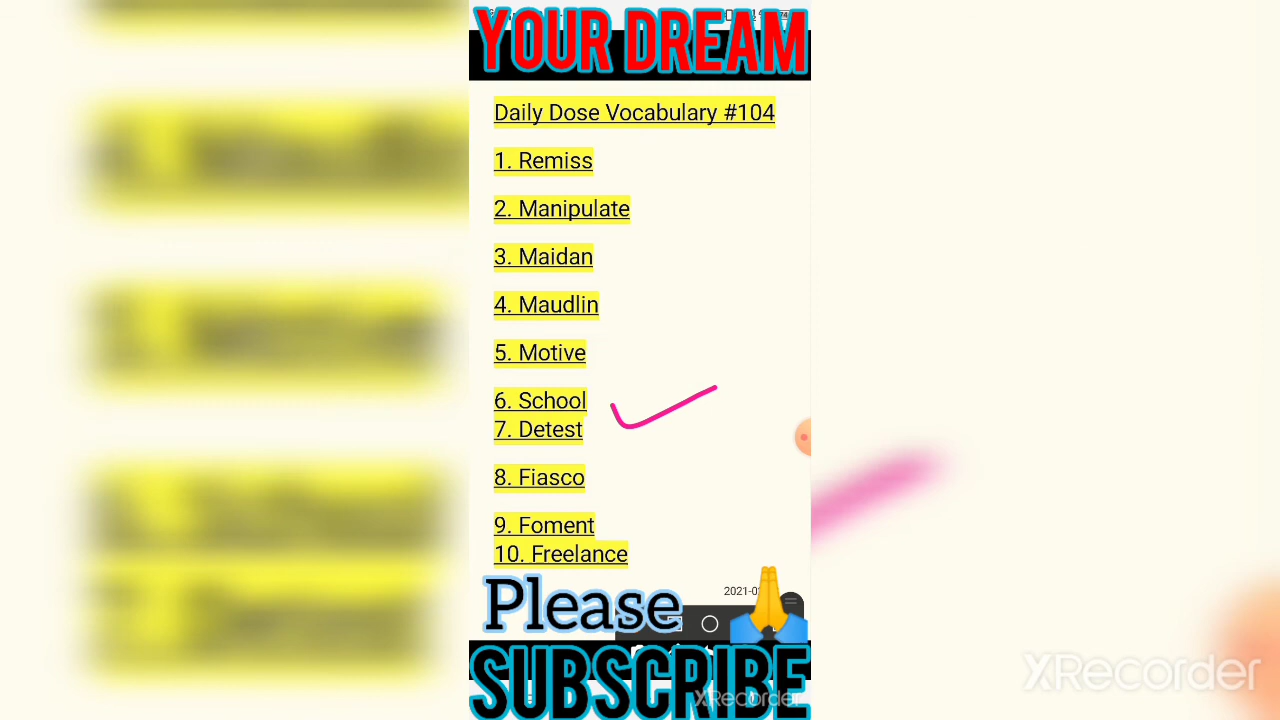 YOUR DREAM
Daily Dose Vocabulary #104
1. Remiss
2. Manipulate
3. Maidan
4. Maudlin
5. Motive
6. School
7. Detest
8. Fiasco
9. Foment
10. Freelance
Please
SUBSCRIBE
XRecorder
XRecorder